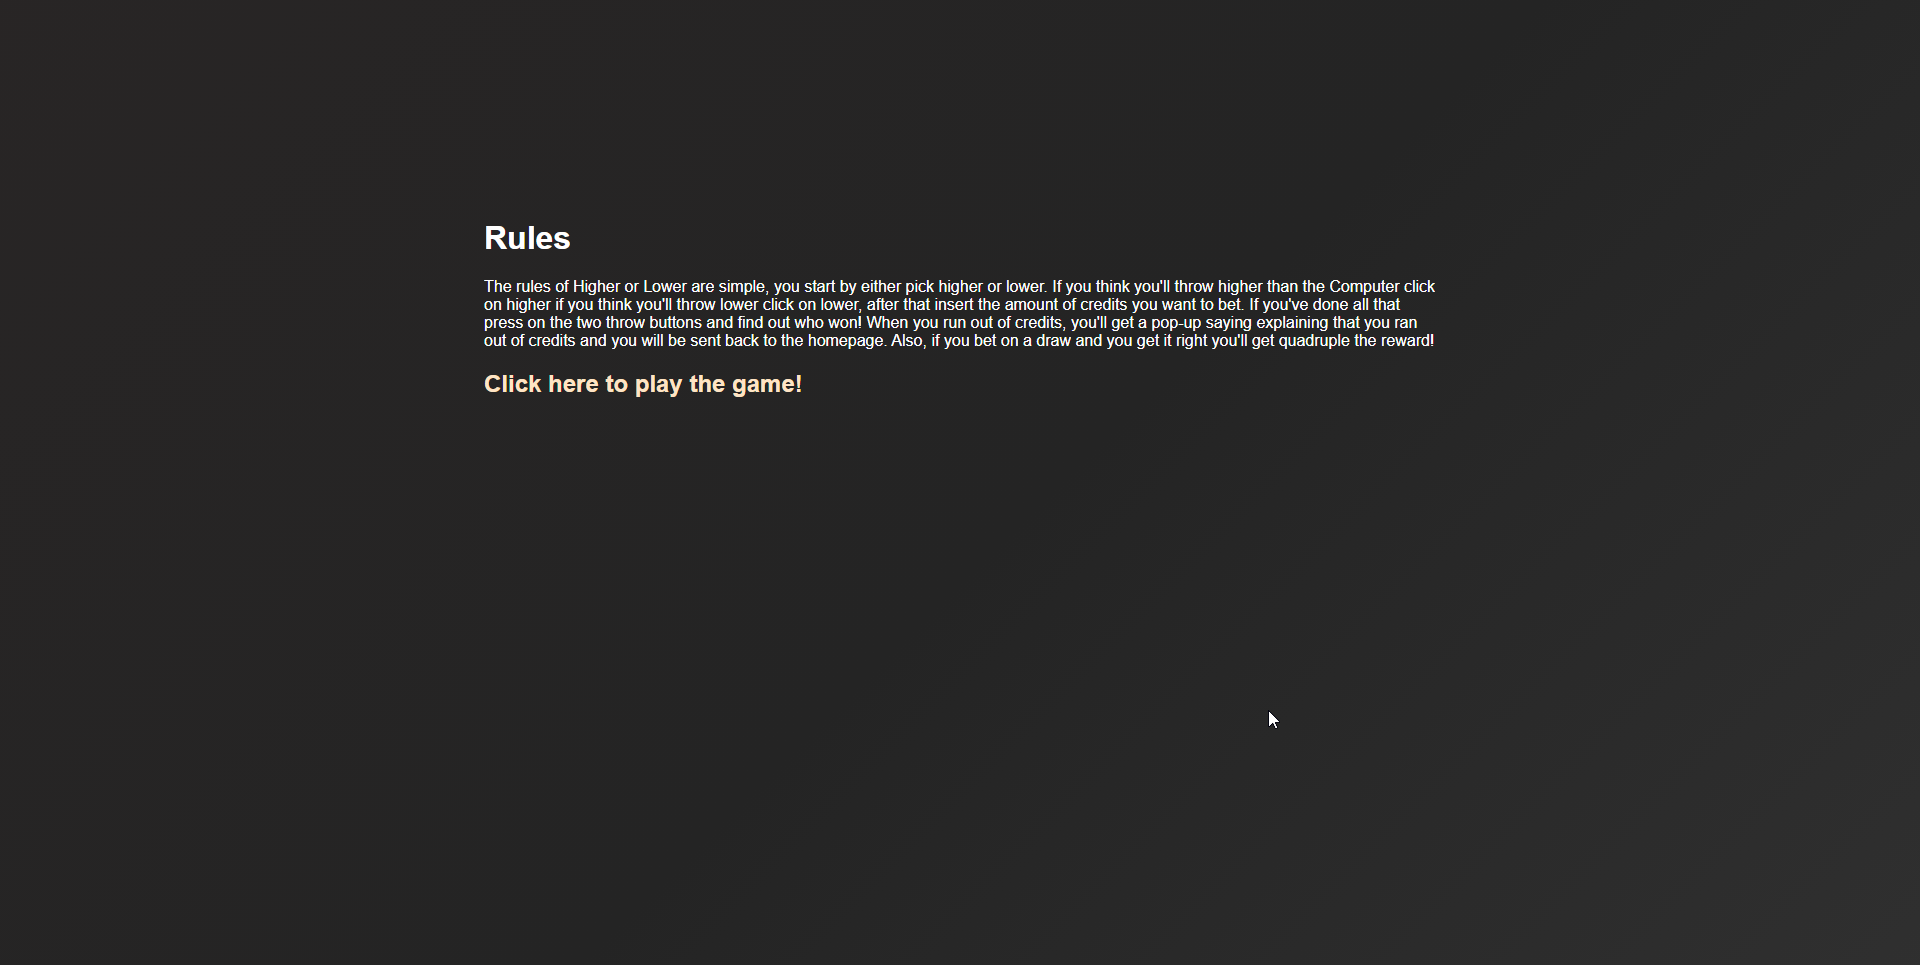 Rules
The rules of Higher or Lower are simple, you start by either pick higher or lower. If you think you'll throw higher than the Computer click
on higher if you think you'll throw lower click on lower, after that insert the amount of credits you want to bet. If you've done all that
press on the two throw buttons and find out who won! When you run out of credits, you'll get a pop-up saying explaining that you ran
out of credits and you will be sent back to the homepage. Also, if you bet on a draw and you get it right you'll get quadruple the reward!
Click here to play the game!